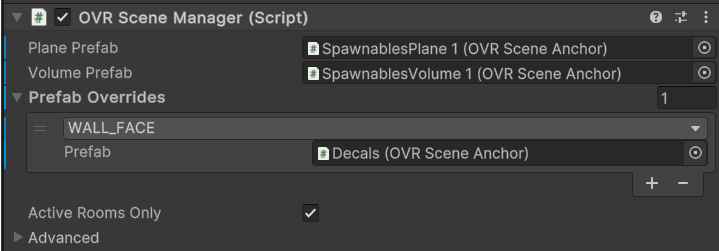 OVR Scene Manager (Script)
Plane Prefab SpawnablesPlane 1 (OVR Scene Anchor)
Volume Prefab SpawnablesVolume 1 (OVR Scene Anchor)
Prefab Overrides 1
WALL_FACE
Prefab Decals (OVR Scene Anchor)
Active Rooms Only
Advanced